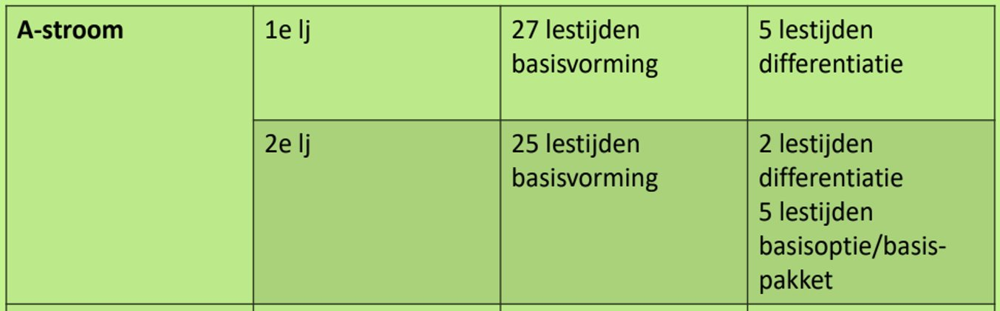 A-stroom
1e lj
27 lestijden
basisvorming
5 lestijden
differentiatie
2e lj
25 lestijden
basisvorming
2 lestijden
differentiatie
5 lestijden
basisoptie/basis-
pakket